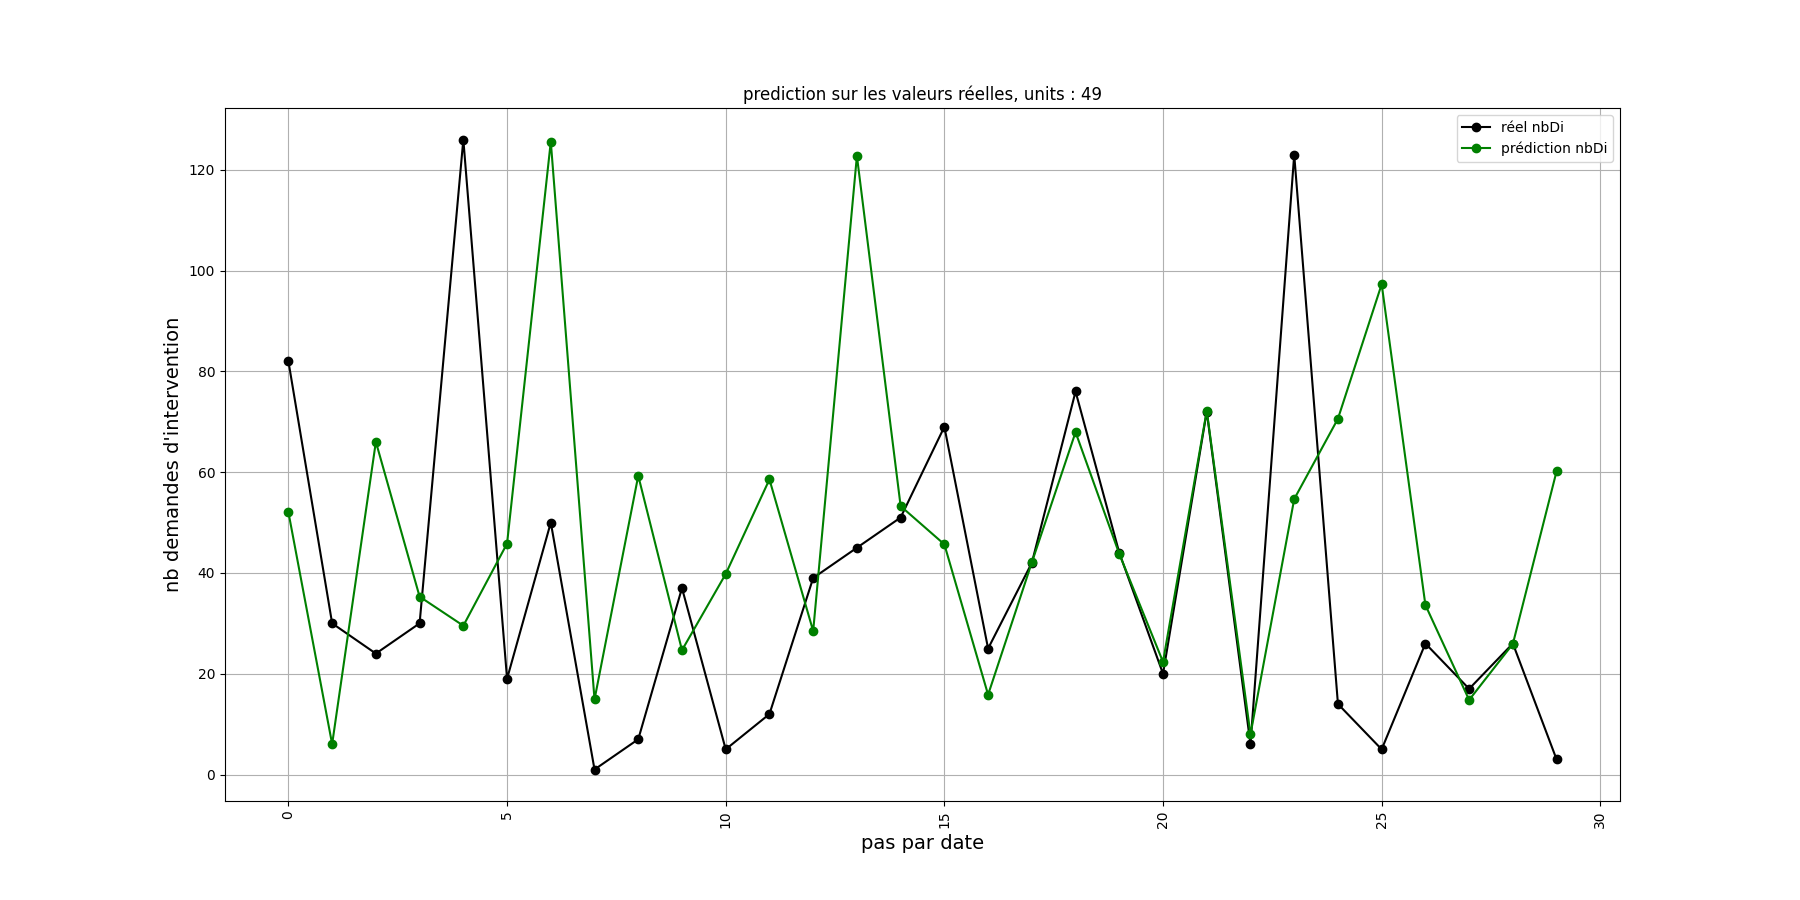 prediction sur les valeurs réelles, units : 49
réel nbDi
prédiction nbDi
120
100
80
60
40
20
0
nb demandes d'intervention
0
5
10
15
20
25
30
pas par date